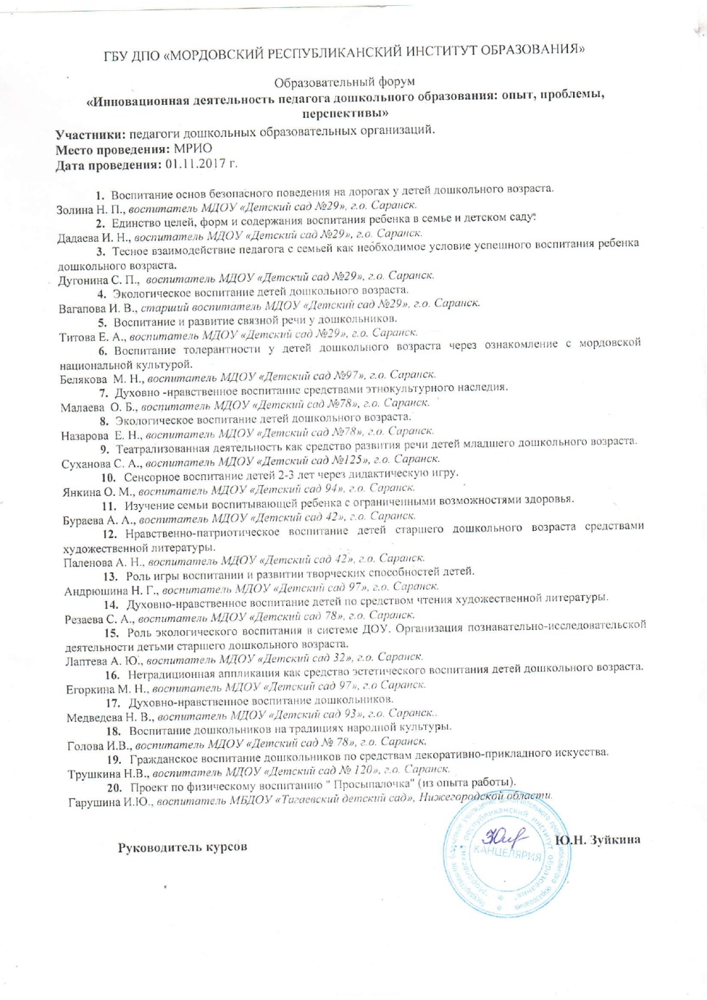 ГБУ ДПО «МОРДОВСКИЙ РЕСПУБЛИКАНСКИЙ ИНСТИТУТ ОБРАЗОВАНИЯ»
Образовательный форум
«Инновационная деятельность педагога дошкольного образования: опыт, проблемы,
перспективы»
Участники: педагоги дошкольных образовательных организаций.
Место проведения: МРИО
Дата проведения: 01.11.2017 г.
1. Воспитание основ безопасного поведения на дорогах у детей дошкольного возраста.
Золина Н. П., воспитатель МДОУ «Детский сад №29», г.о. Саранск.
2. Единство целей, форм и содержания воспитания ребенка в семье и детском саду.
Дадаева И. Н., воспитатель МДОУ «Детский сад №29», г.о. Саранск.
3. Тесное взаимодействие педагога с семьей как необходимое условие успешного воспитания ребенка
дошкольного возраста.
Дугонина С. П., воспитатель МДОУ «Детский сад №29», г.о. Саранск.
4. Экологическое воспитание детей дошкольного возраста.
Вагапова И. В., старший воспитатель МДОУ «Детский сад №29», г.о. Саранск.
5. Воспитание и развитие связной речи у дошкольников.
Титова Е. А., воспитатель МДОУ «Детский сад №29», г.о. Саранск.
6. Воспитание толерантности у детей дошкольного возраста через ознакомление с мордовской
национальной культурой.
Белякова М. Н., воспитатель МДОУ «Детский сад №97», г.о. Саранск.
7. Духовно -нравственное воспитание средствами этнокультурного наследия.
Малаева О. Б., воспитатель МДОУ «Детский сад №78», г.о. Саранск.
8. Экологическое воспитание детей дошкольного возраста.
Назарова Е. Н., воспитатель МДОУ «Детский сад №78», г.о. Саранск.
9. Театрализованная деятельность как средство развития речи детей младшего дошкольного возраста.
Суханова С. А., воспитатель МДОУ «Детский сад №125», г.о. Саранск.
10. Сенсорное воспитание детей 2-3 лет через дидактическую игру.
Янкина О. М., воспитатель МДОУ «Детский сад 94», г.о. Саранск.
11. Изучение семьи воспитывающей ребенка с ограниченными возможностями здоровья.
Бураева А. А., воспитатель МДОУ «Детский сад 42», г.о. Саранск.
12. Нравственно-патриотическое воспитание детей старшего дошкольного возраста средствами
художественной литературы.
Паленова А. Н., воспитатель МДОУ «Детский сад 42», г.о. Саранск.
13. Роль игры воспитании и развитии творческих способностей детей.
Андрюшина Н. Г., воспитатель МДОУ «Детский сад 97», г.о. Саранск.
14. Духовно-нравственное воспитание детей по средством чтения художественной литературы.
Резаева С. А., воспитатель МДОУ «Детский сад 78», г.о. Саранск.
15. Роль экологического воспитания в системе ДОУ. Организация познавательно-исследовательской
деятельности детьми старшего дошкольного возраста.
Лаптева А. Ю., воспитатель МДОУ «Детский сад 32», г.о. Саранск.
16. Нетрадиционная аппликация как средство эстетического воспитания детей дошкольного возраста.
Егоркина М. Н., воспитатель МДОУ «Детский сад 97», г.о Саранск.
17. Духовно-нравственное воспитание дошкольников.
Медведева Н. В., воспитатель МДОУ «Детский сад 93», г.о. Саранск..
18. Воспитание дошкольников на традициях народной культуры.
Голова И.В., воспитатель МДОУ «Детский сад № 78», г.о. Саранск.
19. Гражданское воспитание дошкольников по средствам декоративно-прикладного искусства.
Трушкина Н.В., воспитатель МДОУ «Детский сад № 120», г.о. Саранск.
20. Проект по физическому воспитанию " Просыпалочка" (из опыта работы).
Гарушина И.Ю., воспитатель МБДОУ «Тагаевский детский сад», Нижегородской области.
Руководитель курсов Ю.Н. Зуйкина
КАНЦЕЛЯРИЯ
"Мордовский республиканский институт образования"